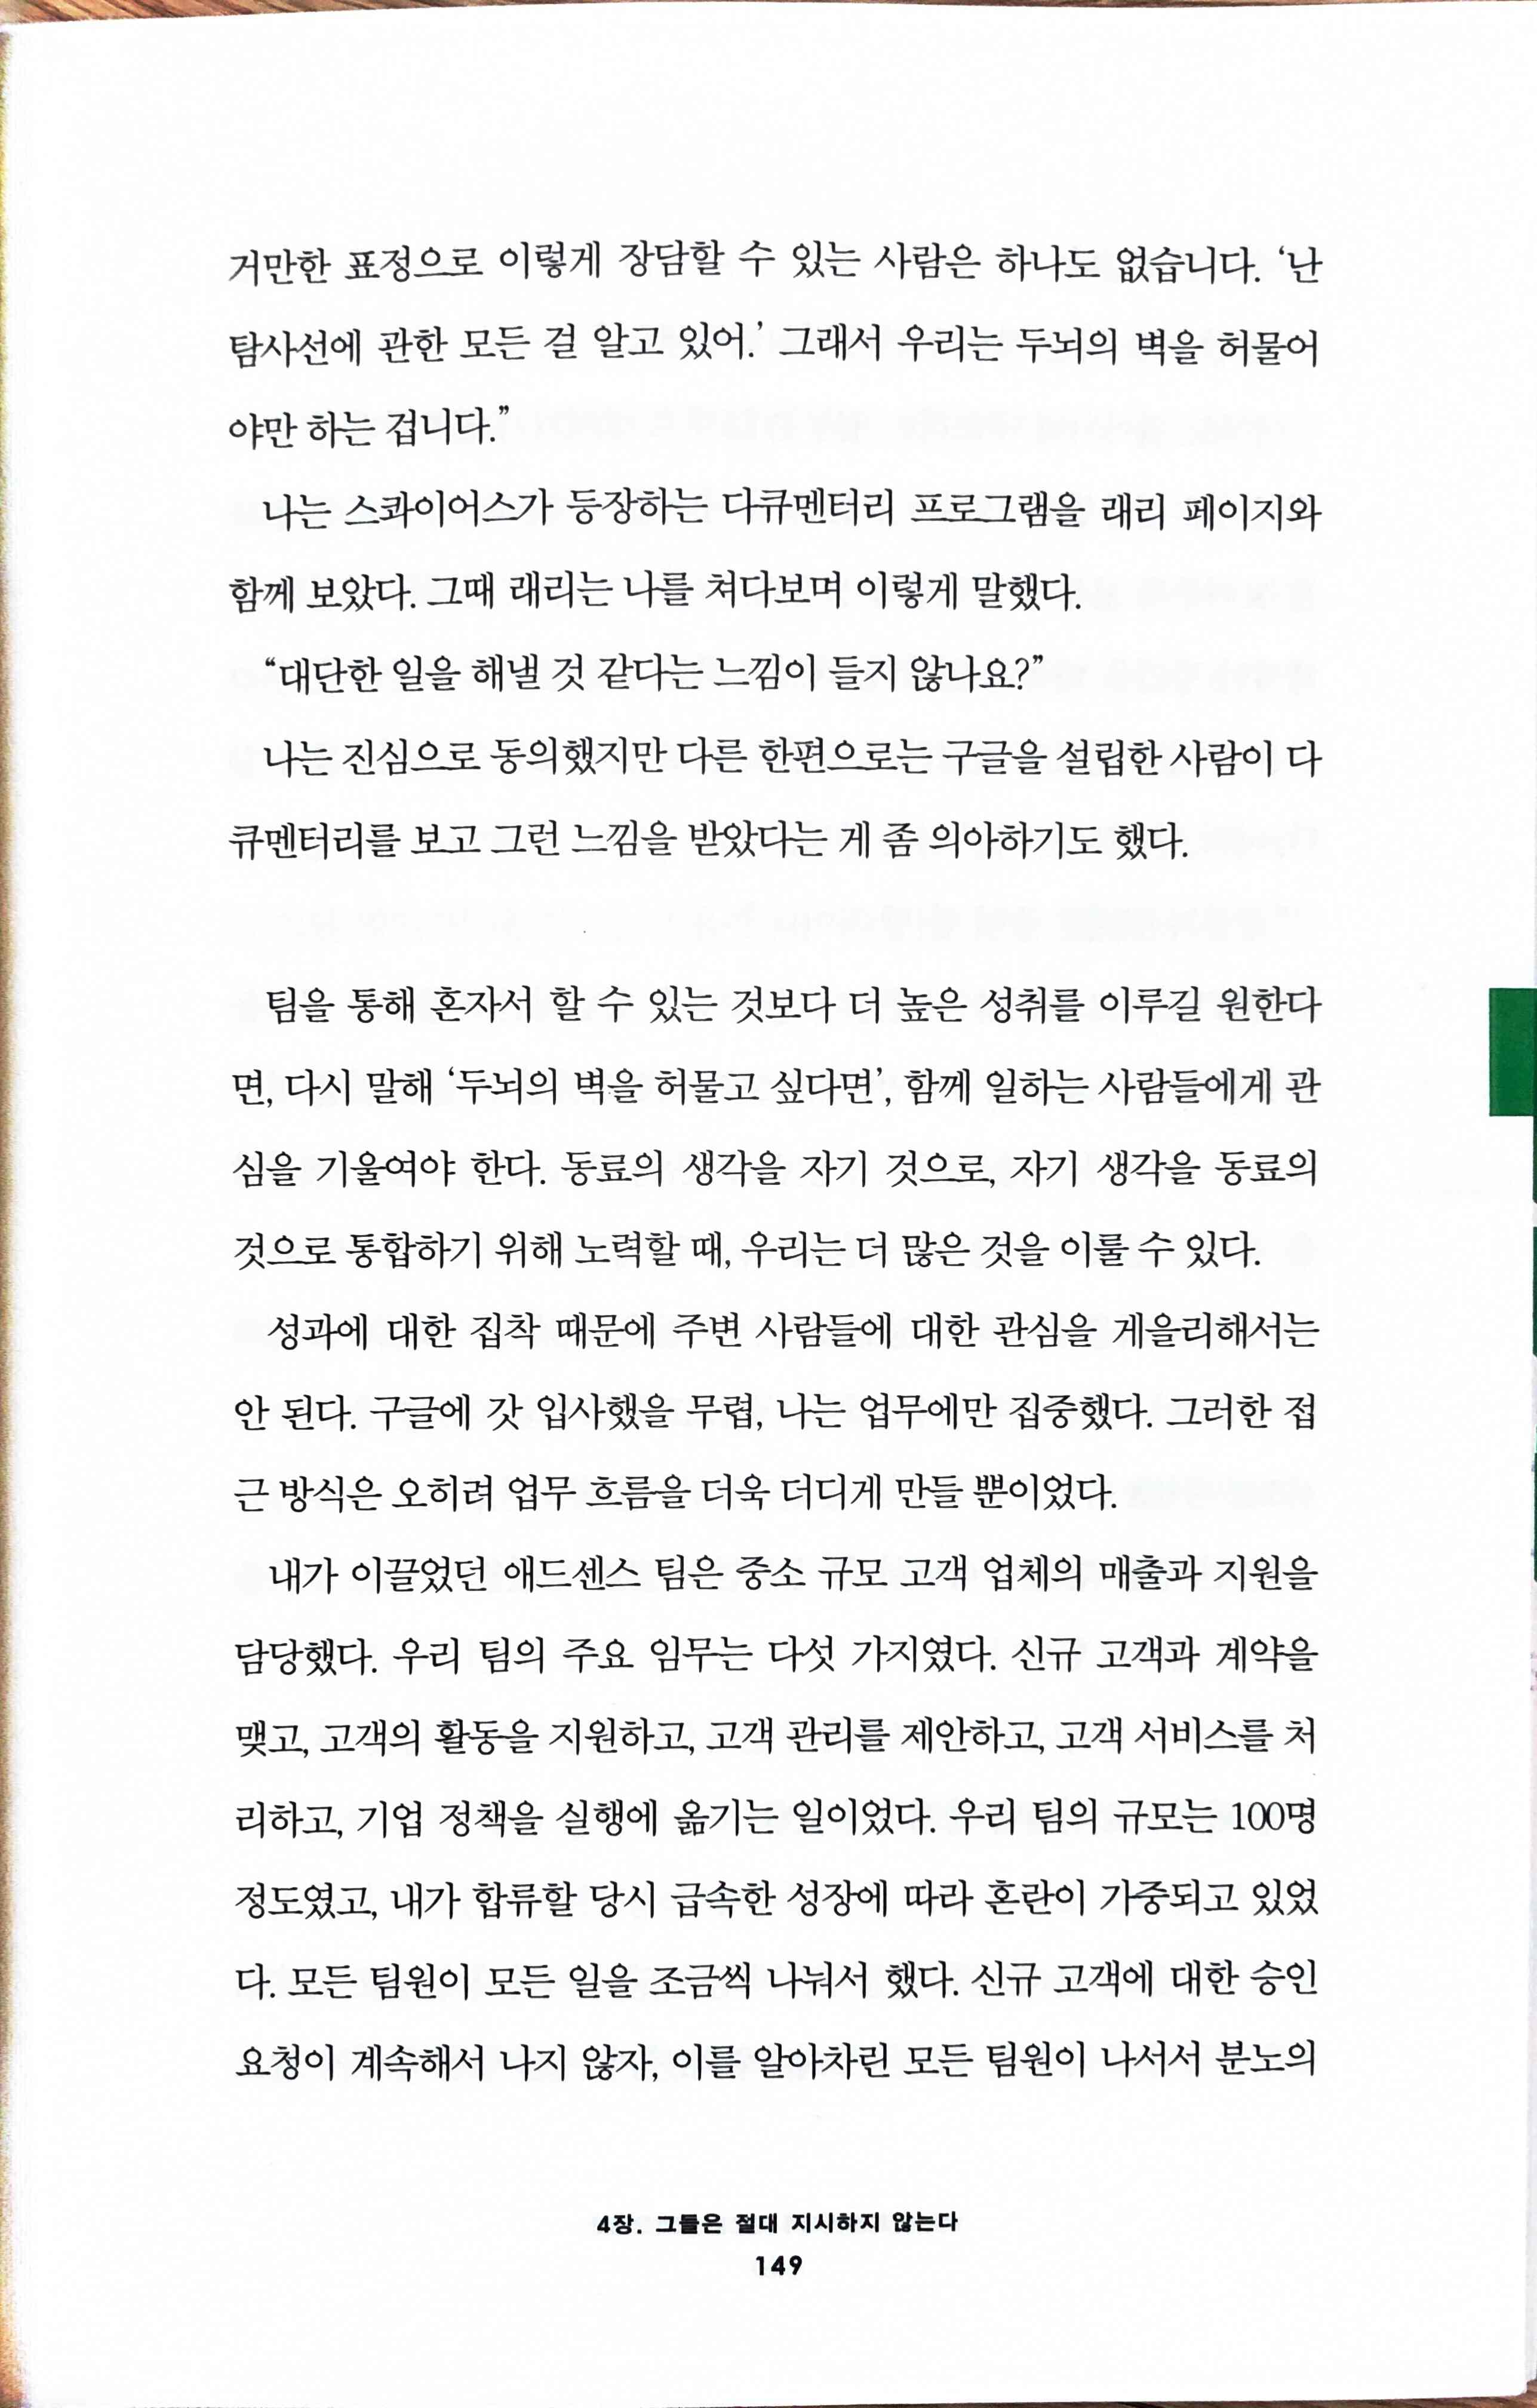 거만한 표정으로 이렇게 장담할 수 있는 사람은 하나도 없습니다. ‘난
탐사선에 관한 모든 걸 알고 있어.’ 그래서 우리는 두뇌의 벽을 허물어
야만 하는 겁니다.”
나는 스콰이어스가 등장하는 다큐멘터리 프로그램을 래리 페이지와
함께 보았다. 그때 래리는 나를 쳐다보며 이렇게 말했다.
“대단한 일을 해낼 것 같다는 느낌이 들지 않나요?”
나는 진심으로 동의했지만 다른 한편으로는 구글을 설립한 사람이 다
큐멘터리를 보고 그런 느낌을 받았다는 게 좀 의아하기도 했다.
팀을 통해 혼자서 할 수 있는 것보다 더 높은 성취를 이루길 원한다
면, 다시 말해 ‘두뇌의 벽을 허물고 싶다면’, 함께 일하는 사람들에게 관
심을 기울여야 한다. 동료의 생각을 자기 것으로, 자기 생각을 동료의
것으로 통합하기 위해 노력할 때, 우리는 더 많은 것을 이룰 수 있다.
성과에 대한 집착 때문에 주변 사람들에 대한 관심을 게을리해서는
안 된다. 구글에 갓 입사했을 무렵, 나는 업무에만 집중했다. 그러한 접
근 방식은 오히려 업무 흐름을 더욱 더디게 만들 뿐이었다.
내가 이끌었던 애드센스 팀은 중소 규모 고객 업체의 매출과 지원을
담당했다. 우리 팀의 주요 임무는 다섯 가지였다. 신규 고객과 계약을
맺고, 고객의 활동을 지원하고, 고객 관리를 제안하고, 고객 서비스를 처
리하고, 기업 정책을 실행에 옮기는 일이었다. 우리 팀의 규모는 100명
정도였고, 내가 합류할 당시 급속한 성장에 따라 혼란이 가중되고 있었
다. 모든 팀원이 모든 일을 조금씩 나눠서 했다. 신규 고객에 대한 승인
요청이 계속해서 나지 않자, 이를 알아차린 모든 팀원이 나서서 분노의
4장. 그들은 절대 지시하지 않는다
149